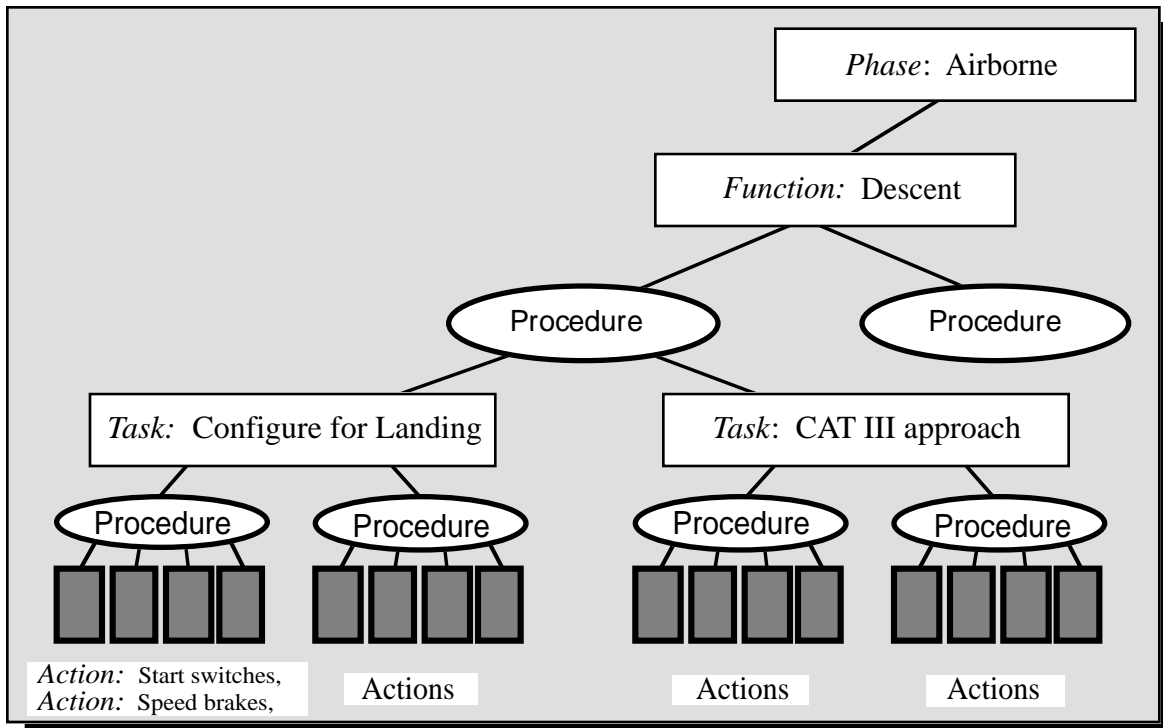 Phase: Airborne
Function: Descent
Procedure
Procedure
Task: Configure for Landing
Task: CAT III approach
Procedure
Procedure
Procedure
Procedure
Action: Start switches,
Action: Speed brakes,
Actions
Actions
Actions